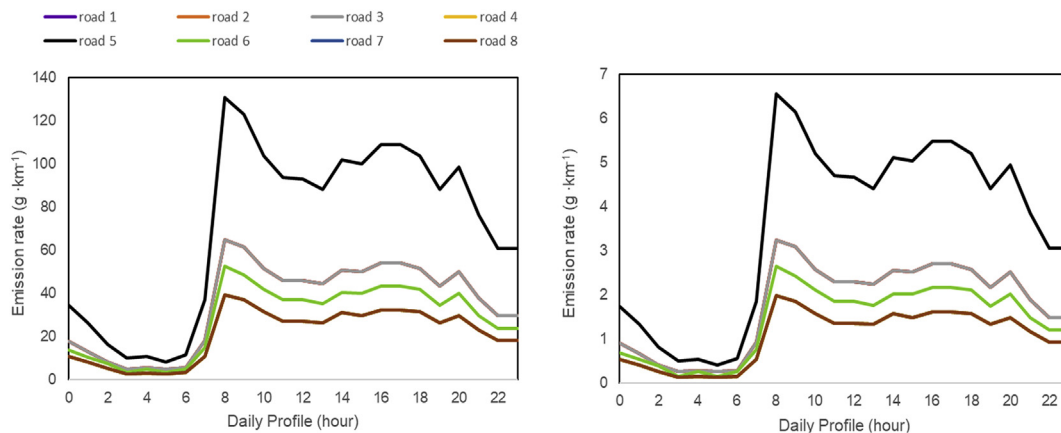 road 1 road 2 road 3 road 4
road 5 road 6 road 7 road 8
Emission rate (g ·km⁻¹)
140
120
100
80
60
40
20
0
0 2 4 6 8 10 12 14 16 18 20 22
Daily Profile (hour)
Emission rate (g ·km⁻¹)
7
6
5
4
3
2
1
0
0 2 4 6 8 10 12 14 16 18 20 22
Daily Profile (hour)